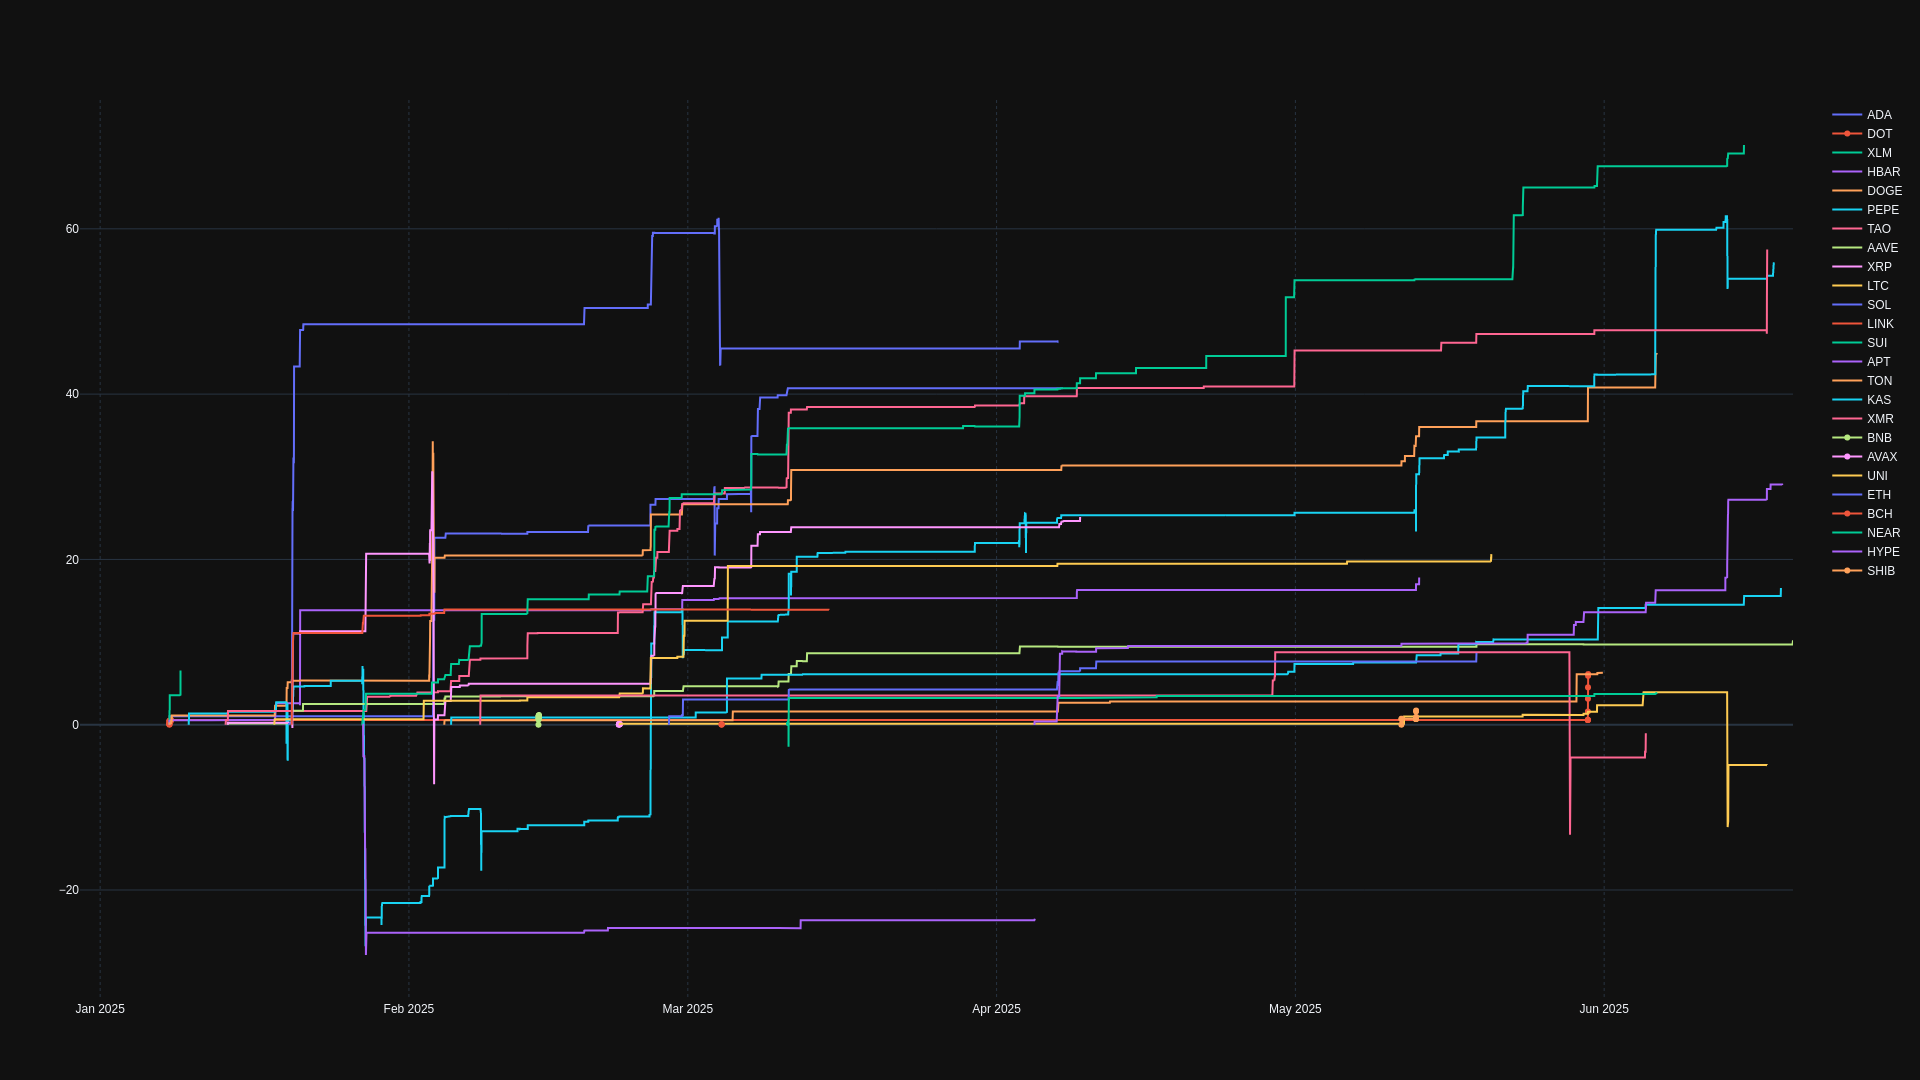 60
40
20
0
−20
Jan 2025
Feb 2025
Mar 2025
Apr 2025
May 2025
Jun 2025
ADA
DOT
XLM
HBAR
DOGE
PEPE
TAO
AAVE
XRP
LTC
SOL
LINK
SUI
APT
TON
KAS
XMR
BNB
AVAX
UNI
ETH
BCH
NEAR
HYPE
SHIB